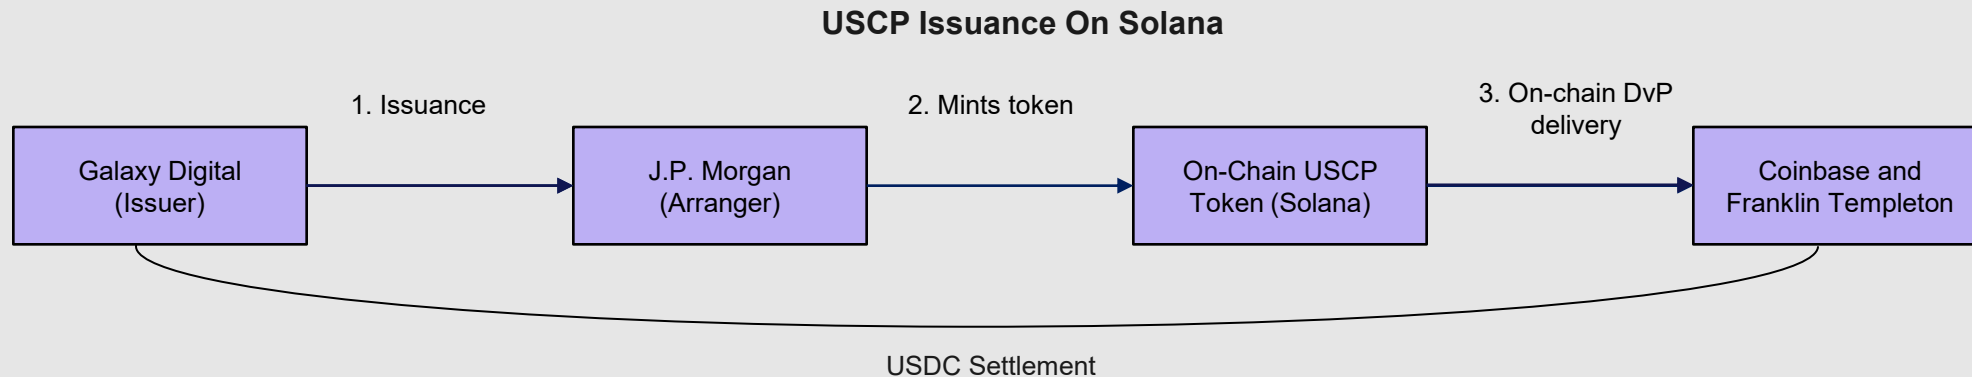 USCP Issuance On Solana
1. Issuance
2. Mints token
3. On-chain DvP
delivery
Galaxy Digital
(Issuer)
J.P. Morgan
(Arranger)
On-Chain USCP
Token (Solana)
Coinbase and
Franklin Templeton
USDC Settlement